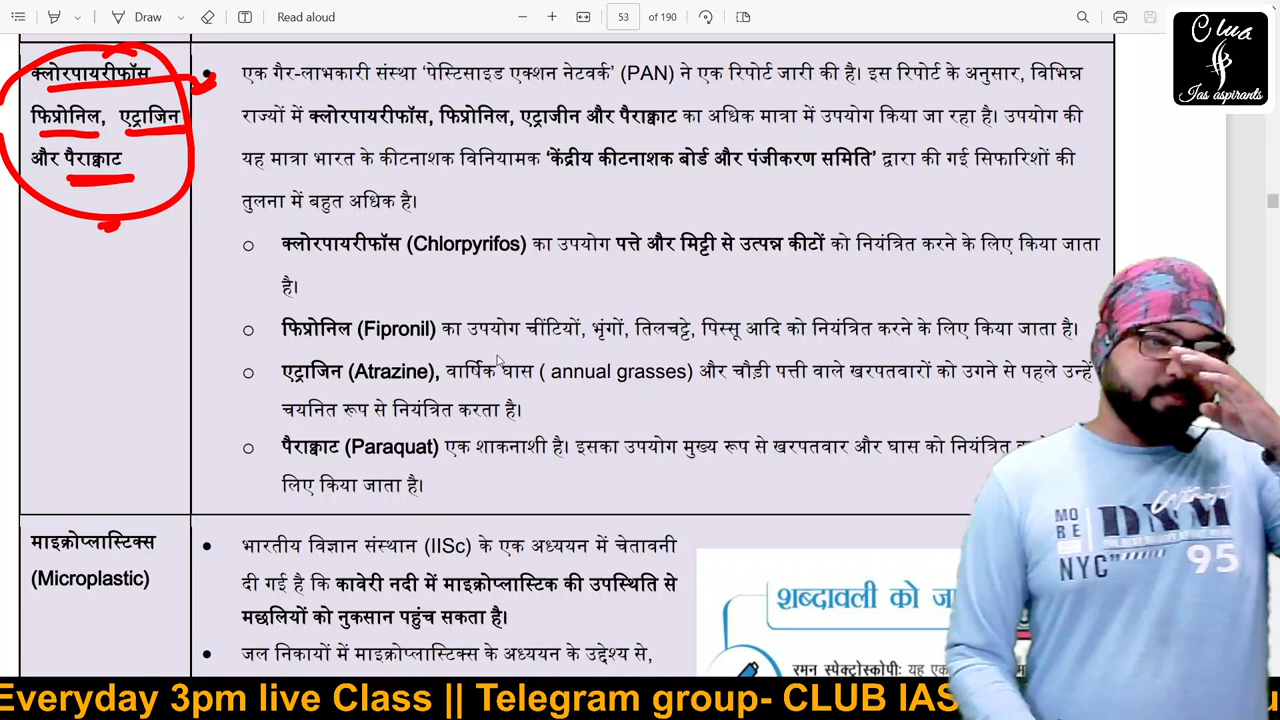 Draw
Read aloud
53 of 190
Clua
Ias aspirants
क्लोरपायरीफॉस
फिप्रोनिल, एट्राजिन
और पैराक्वाट
• एक गैर-लाभकारी संस्था ‘पेस्टिसाइड एक्शन नेटवर्क’ (PAN) ने एक रिपोर्ट जारी की है। इस रिपोर्ट के अनुसार, विभिन्न
राज्यों में क्लोरपायरीफॉस, फिप्रोनिल, एट्राजीन और पैराक्वाट का अधिक मात्रा में उपयोग किया जा रहा है। उपयोग की
यह मात्रा भारत के कीटनाशक विनियामक ‘केंद्रीय कीटनाशक बोर्ड और पंजीकरण समिति’ द्वारा की गई सिफारिशों की
तुलना में बहुत अधिक है।
o क्लोरपायरीफॉस (Chlorpyrifos) का उपयोग पत्ते और मिट्टी से उत्पन्न कीटों को नियंत्रित करने के लिए किया जाता
है।
o फिप्रोनिल (Fipronil) का उपयोग चींटियों, भृंगों, तिलचट्टे, पिस्सू आदि को नियंत्रित करने के लिए किया जाता है।
o एट्राजिन (Atrazine), वार्षिक घास ( annual grasses) और चौड़ी पत्ती वाले खरपतवारों को उगने से पहले उन्हें
चयनित रूप से नियंत्रित करता है।
o पैराक्वाट (Paraquat) एक शाकनाशी है। इसका उपयोग मुख्य रूप से खरपतवार और घास को नियंत्रित
लिए किया जाता है।
माइक्रोप्लास्टिक्स
(Microplastic)
• भारतीय विज्ञान संस्थान (IISc) के एक अध्ययन में चेतावनी
दी गई है कि कावेरी नदी में माइक्रोप्लास्टिक की उपस्थिति से
मछलियों को नुकसान पहुंच सकता है।
• जल निकायों में माइक्रोप्लास्टिक्स के अध्ययन के उद्देश्य से,
शब्दावली को
रमन स्पेक्ट्रोस्कोपी: यह
MO
RE
NYC
DNM
95
Everyday 3pm live Class || Telegram group- CLUB IAS